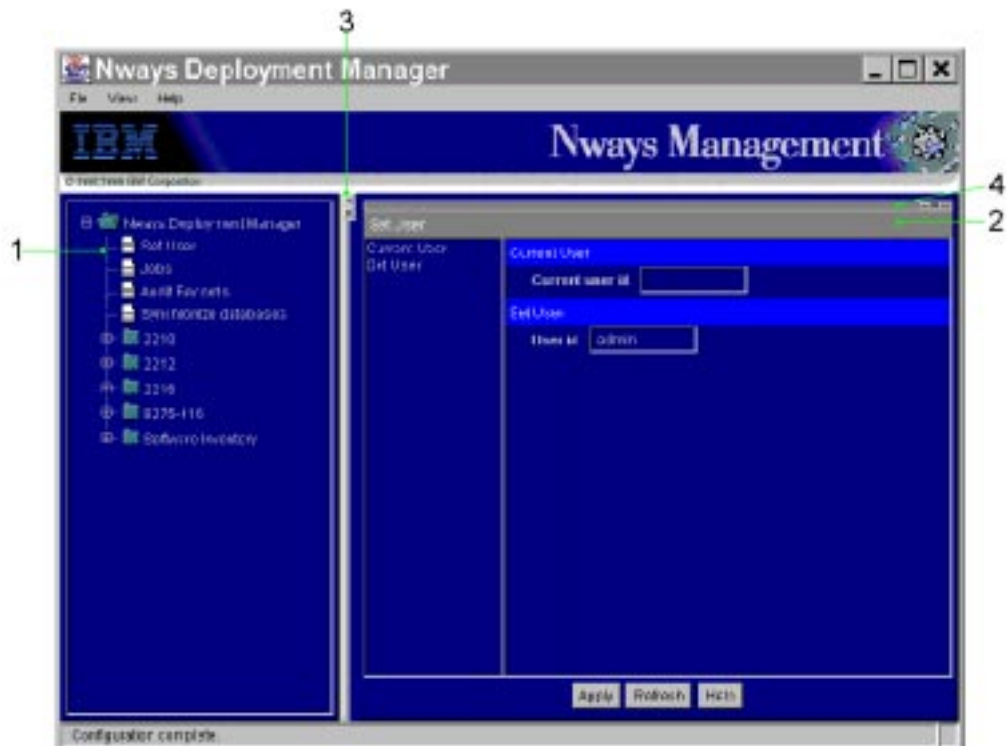 3
Nways Deployment Manager
File View Help
IBM
Nways Management
4
2
1
Nways Deployment Manager
Set User
Jobs
Audit Records
Synchronize databases
2210
2212
2216
8275-416
Software Inventory
Set User
Current User
Set User
Current User
Current user id
Set User
User id admin
Apply Refresh Help
Configuration complete.